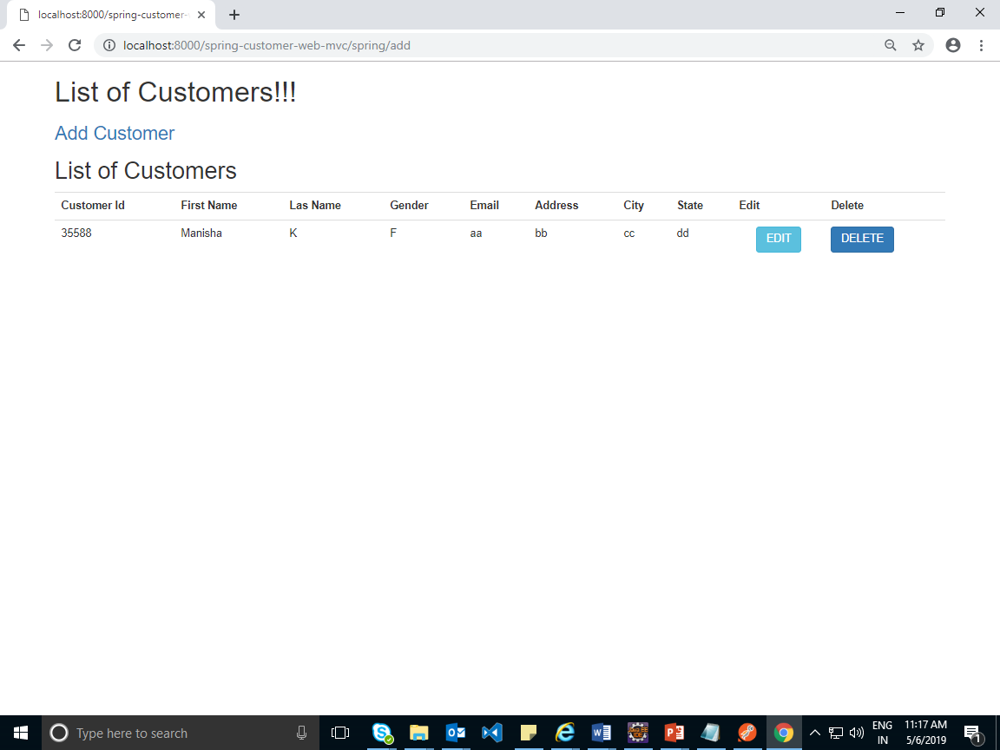 localhost:8000/spring-customer-
localhost:8000/spring-customer-web-mvc/spring/add
List of Customers!!!
Add Customer
List of Customers
Customer Id First Name Las Name Gender Email Address City State Edit Delete
35588 Manisha K F aa bb cc dd EDIT DELETE
Type here to search
ENG 11:17 AM
IN 5/6/2019
1